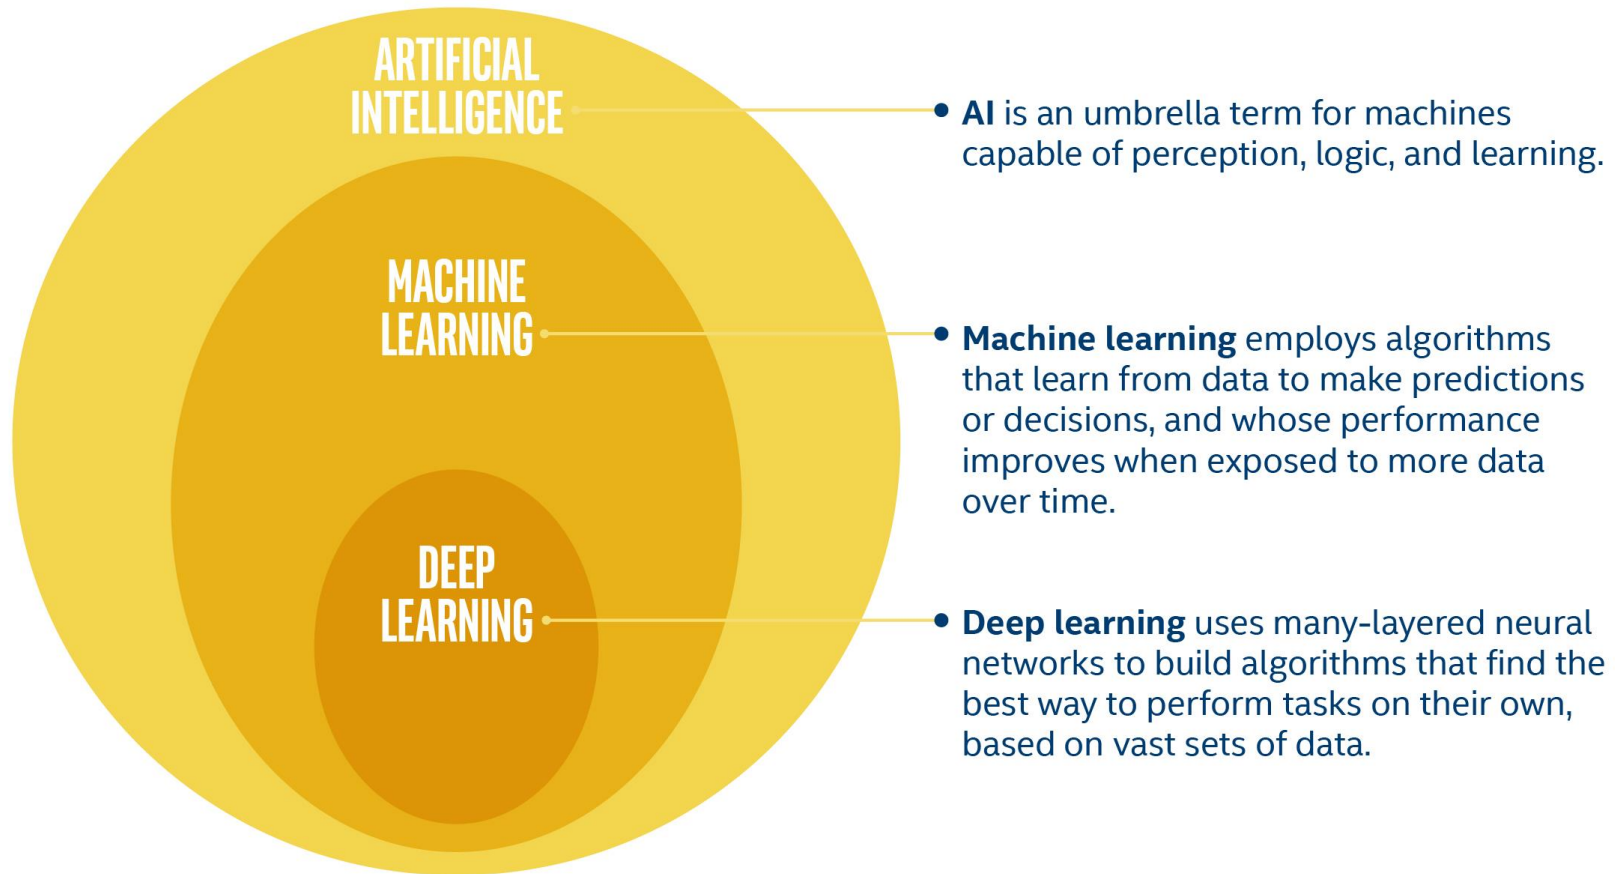 ARTIFICIAL
INTELLIGENCE
AI is an umbrella term for machines
capable of perception, logic, and learning.
MACHINE
LEARNING
Machine learning employs algorithms
that learn from data to make predictions
or decisions, and whose performance
improves when exposed to more data
over time.
DEEP
LEARNING
Deep learning uses many-layered neural
networks to build algorithms that find the
best way to perform tasks on their own,
based on vast sets of data.